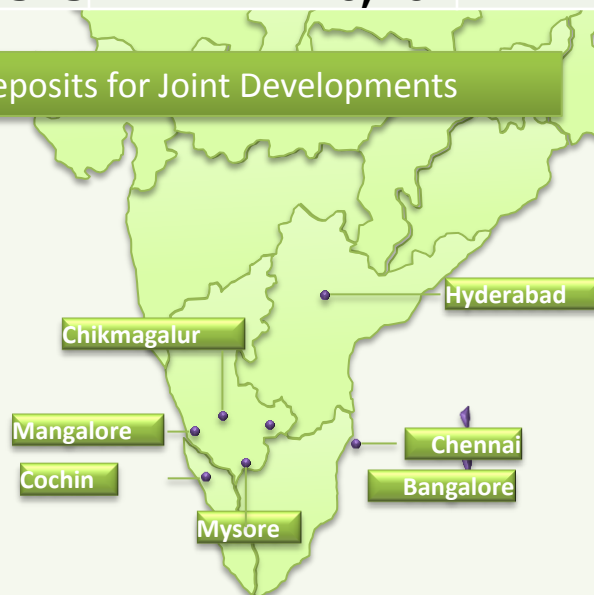 eposits for Joint Developments
Hyderabad
Chikmagalur
Mangalore
Chennai
Cochin
Bangalore
Mysore